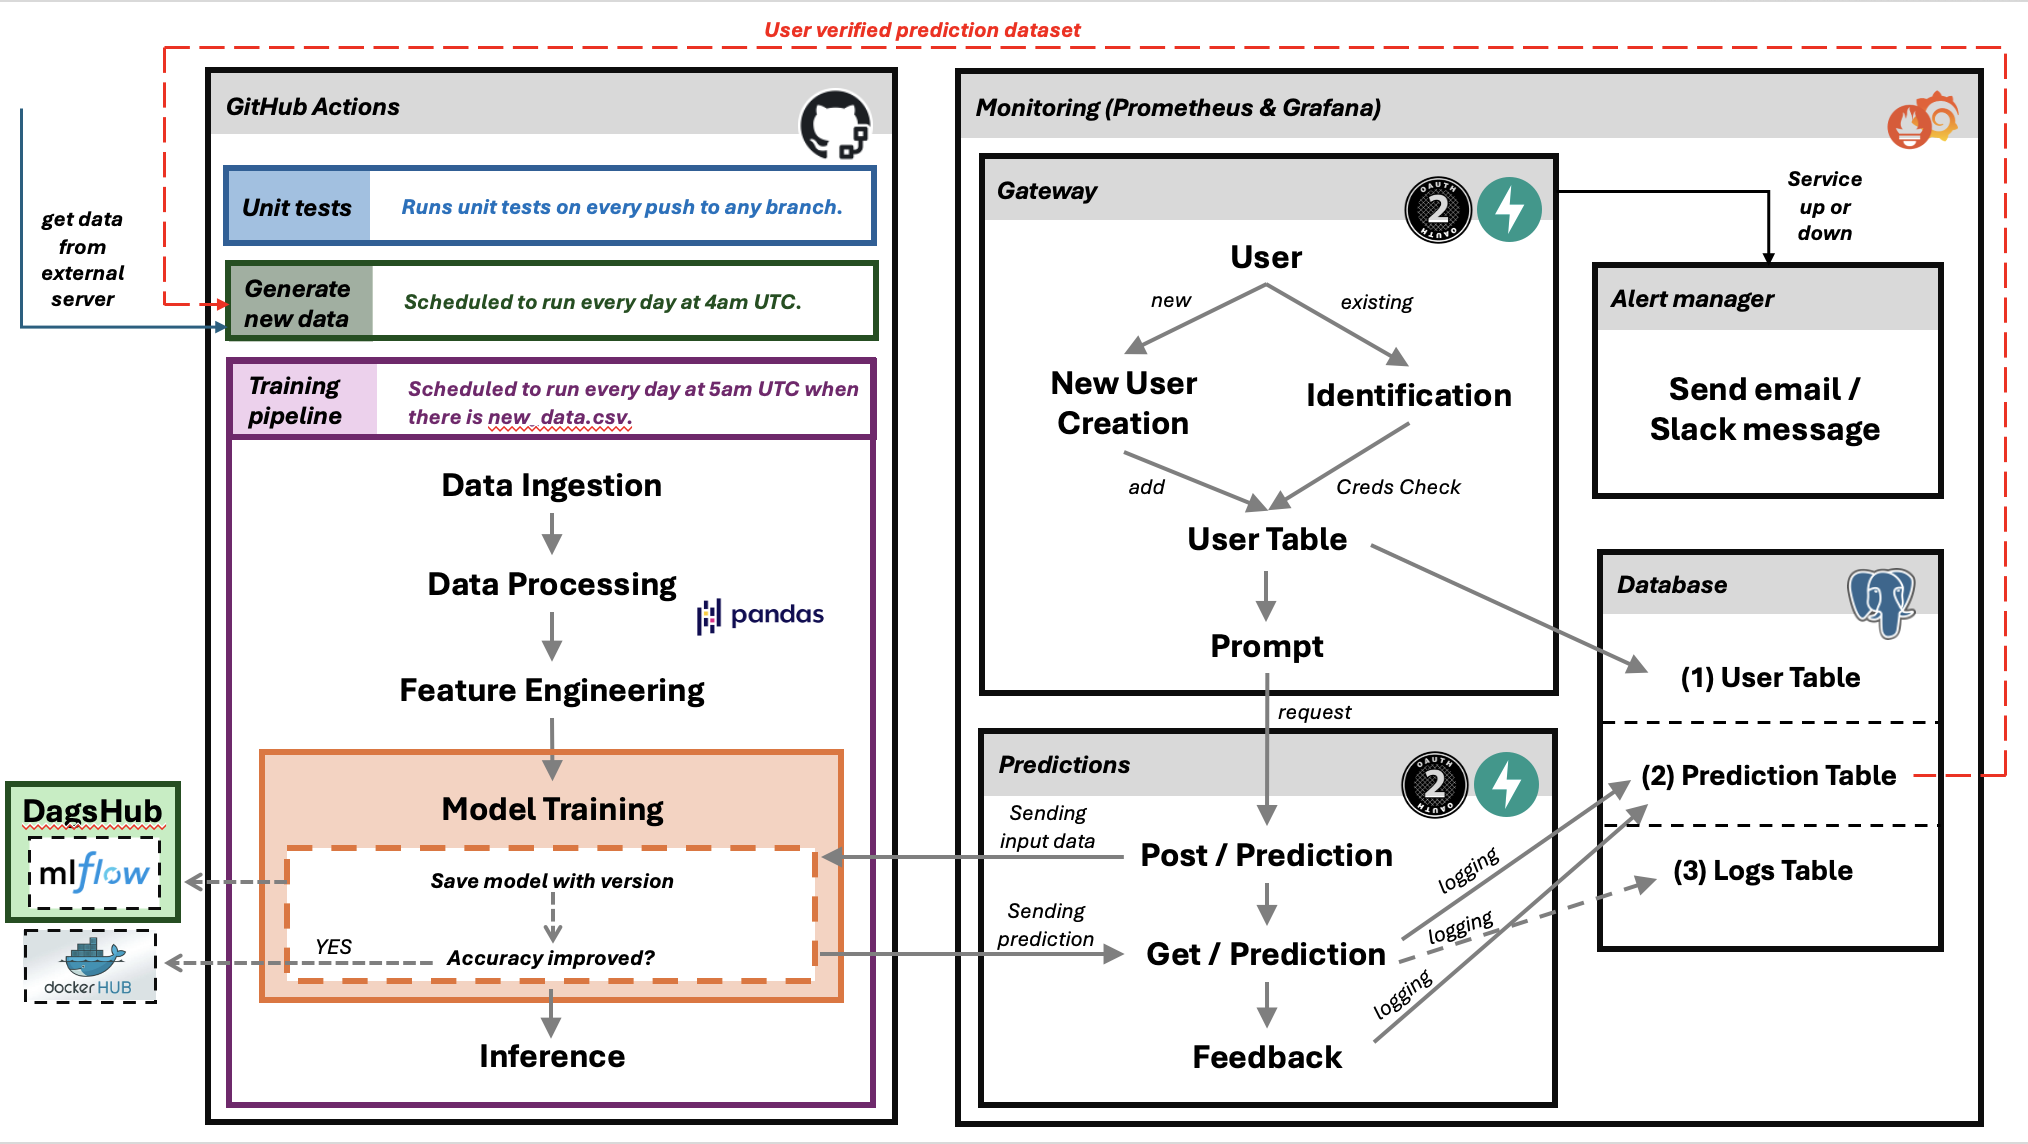 User verified prediction dataset
get data
from
external
server
GitHub Actions
Unit tests
Runs unit tests on every push to any branch.
Generate
new data
Scheduled to run every day at 4am UTC.
Training
pipeline
Scheduled to run every day at 5am UTC when
there is new_data.csv.
Data Ingestion
Data Processing
pandas
Feature Engineering
Model Training
Save model with version
Accuracy improved?
YES
Inference
DagsHub
mlflow
docker HUB
Monitoring (Prometheus & Grafana)
Gateway
OAUTH
2
OAUTH
User
new
existing
New User
Creation
Identification
add
Creds Check
User Table
Prompt
request
Predictions
OAUTH
2
OAUTH
Sending
input data
Post / Prediction
Sending
prediction
Get / Prediction
Feedback
logging
logging
logging
Service
up or
down
Alert manager
Send email /
Slack message
Database
(1) User Table
(2) Prediction Table
(3) Logs Table